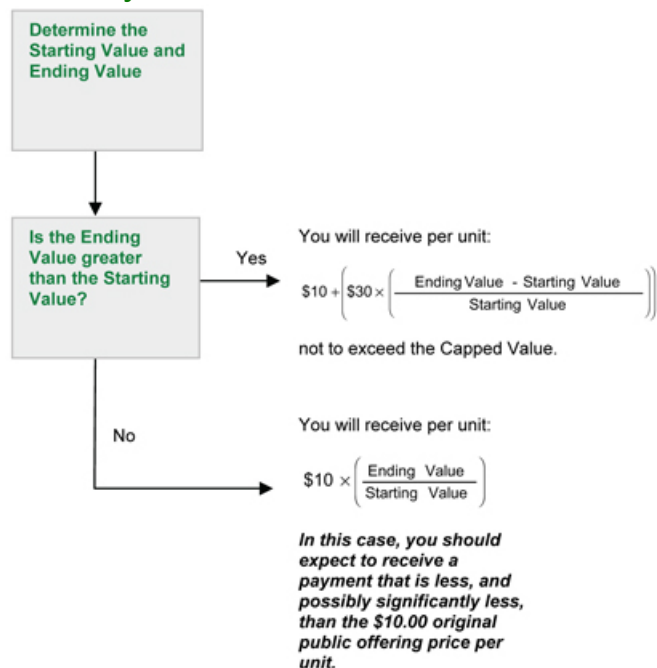 Determine the
Starting Value and
Ending Value
Is the Ending
Value greater
than the Starting
Value?
Yes
You will receive per unit:
$10 + ($30 × (Ending Value - Starting Value
Starting Value))
not to exceed the Capped Value.
No
You will receive per unit:
$10 × (Ending Value
Starting Value)
In this case, you should
expect to receive a
payment that is less, and
possibly significantly less,
than the $10.00 original
public offering price per
unit.